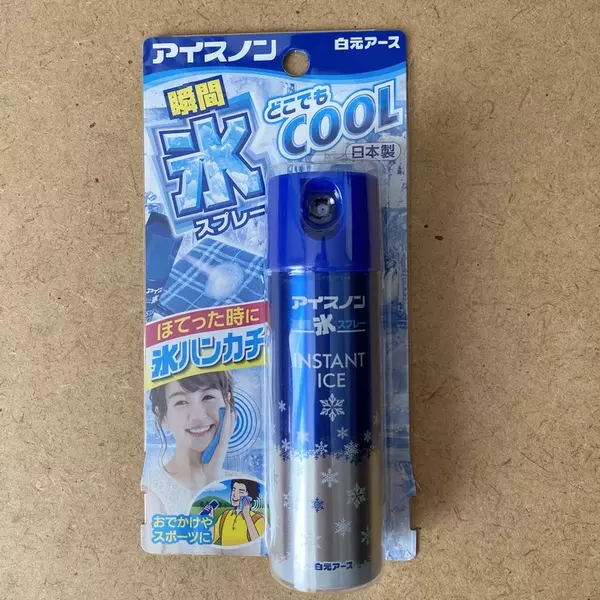 アイスノン
白元アース
瞬間
氷
スプレー
どこでも
COOL
日本製
ほてった時に
氷ハンカチ
おでかけや
スポーツに
アイスノン
氷スプレー
INSTANT
ICE
白元アース